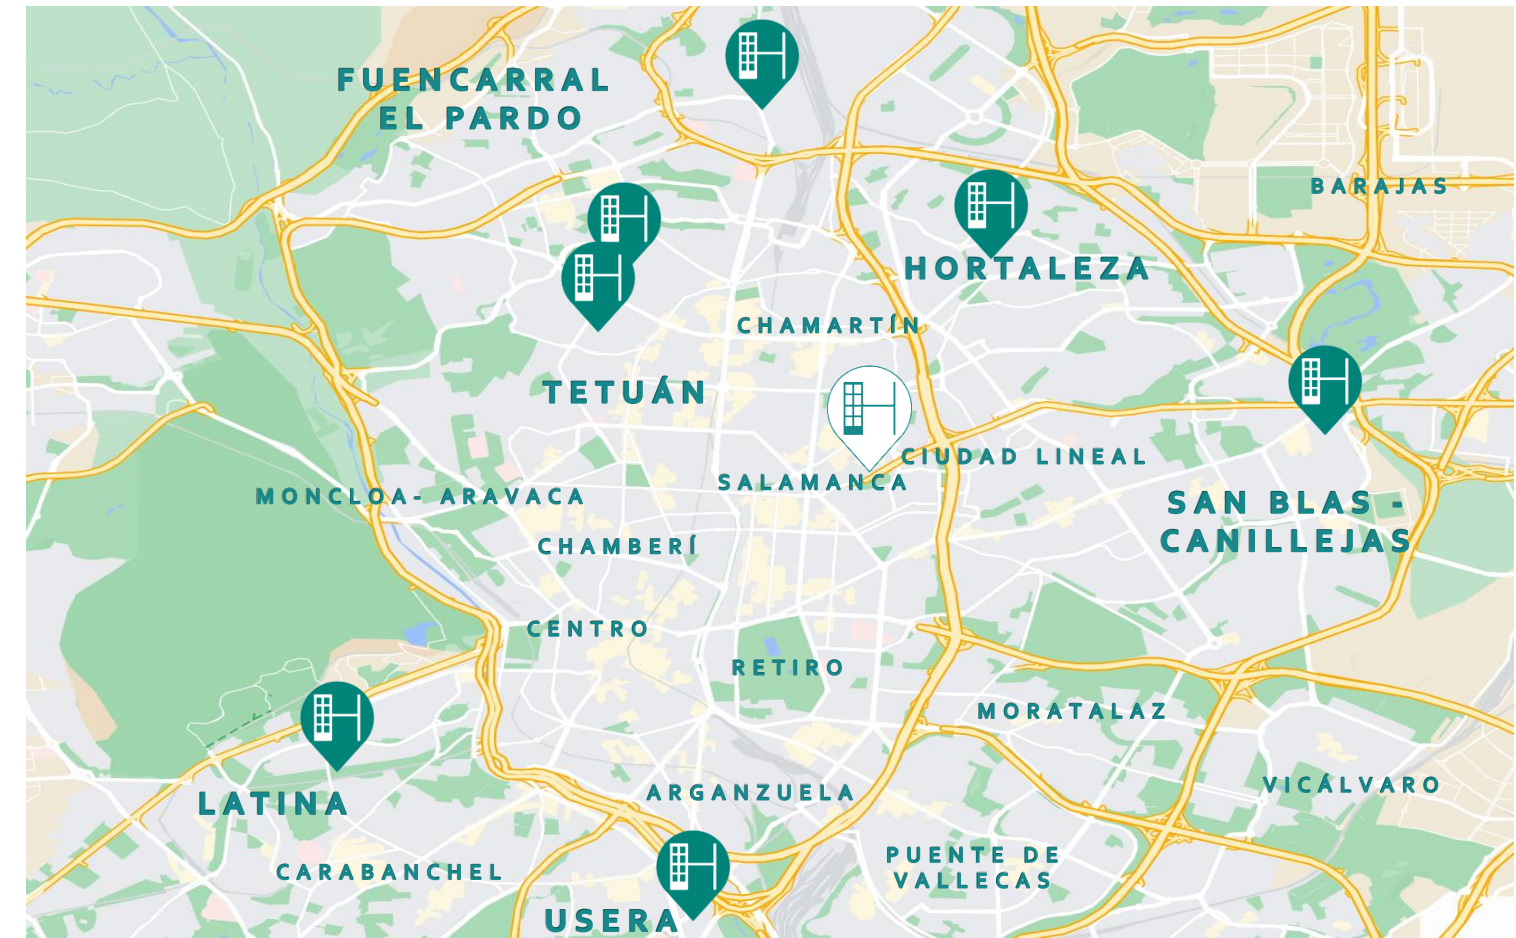 FUENCARRAL
EL PARDO
BARAJAS
HORTALEZA
CHAMARTÍN
TETUÁN
CIUDAD LINEAL
SALAMANCA
MONCLOA- ARAVACA
SAN BLAS -
CANILLEJAS
CHAMBERÍ
CENTRO
RETIRO
MORATALAZ
VICÁLVARO
ARGANZUELA
LATINA
PUENTE DE
VALLECAS
CARABANCHEL
USERA